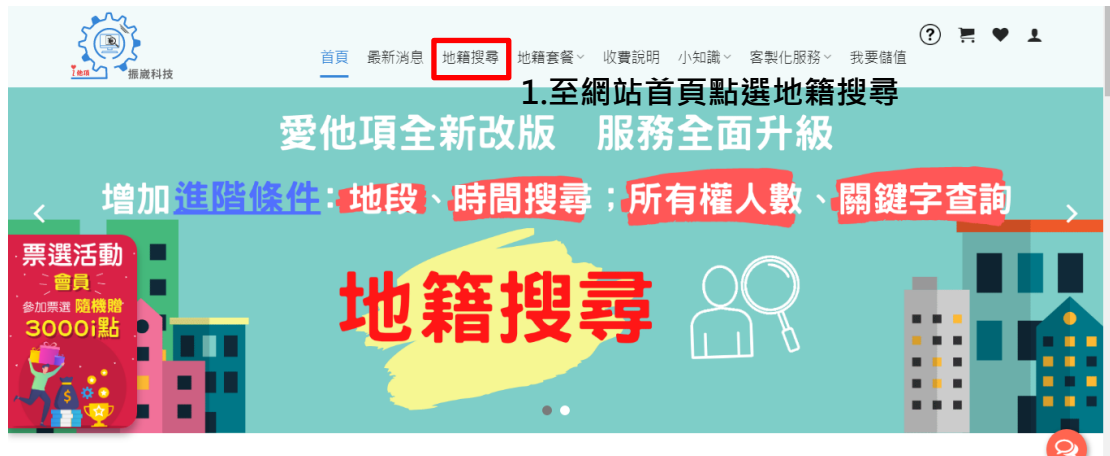 愛他項
振崴科技
首頁 最新消息 地籍搜尋 地籍套餐 收費說明 小知識 客製化服務 我要儲值
1.至網站首頁點選地籍搜尋
愛他項全新改版 服務全面升級
增加進階條件:地段、時間搜尋;所有權人數、關鍵字查詢
票選活動
會員
參加票選 隨機贈
3000i點
地籍搜尋